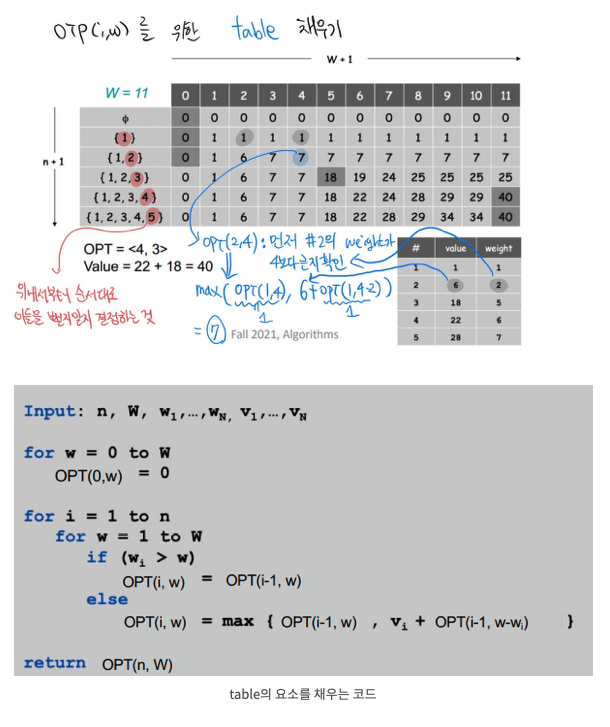 OTP(i,w)를 위한 table 채우기
W + 1
W = 11 0 1 2 3 4 5 6 7 8 9 10 11
n + 1
ϕ 0 0 0 0 0 0 0 0 0 0 0 0
{ 1 } 0 1 1 1 1 1 1 1 1 1 1 1
{ 1, 2 } 0 1 6 7 7 7 7 7 7 7 7 7
{ 1, 2, 3 } 0 1 6 7 7 18 19 24 25 25 25 25
{ 1, 2, 3, 4 } 0 1 6 7 7 18 22 24 28 29 29 40
{ 1, 2, 3, 4, 5 } 0 1 6 7 7 18 22 28 29 34 34 40
OPT = <4, 3>
Value = 22 + 18 = 40
OPT(2,4): 먼저 #2의 weight가
4보다 큰지 확인
max(OPT(1,4), 6+OPT(1,4-2))
1 1
= 7
위에서부터 순서대로
이들을 뺄지말지 결정하는 것
Fall 2021, Algorithms
# value weight
1 1 1
2 6 2
3 18 5
4 22 6
5 28 7
Input: n, W, w1,…,wN, v1,…,vN
for w = 0 to W
OPT(0,w) = 0
for i = 1 to n
for w = 1 to W
if (wi > w)
OPT(i, w) = OPT(i-1, w)
else
OPT(i, w) = max { OPT(i-1, w) , vi + OPT(i-1, w-wi) }
return OPT(n, W)
table의 요소를 채우는 코드